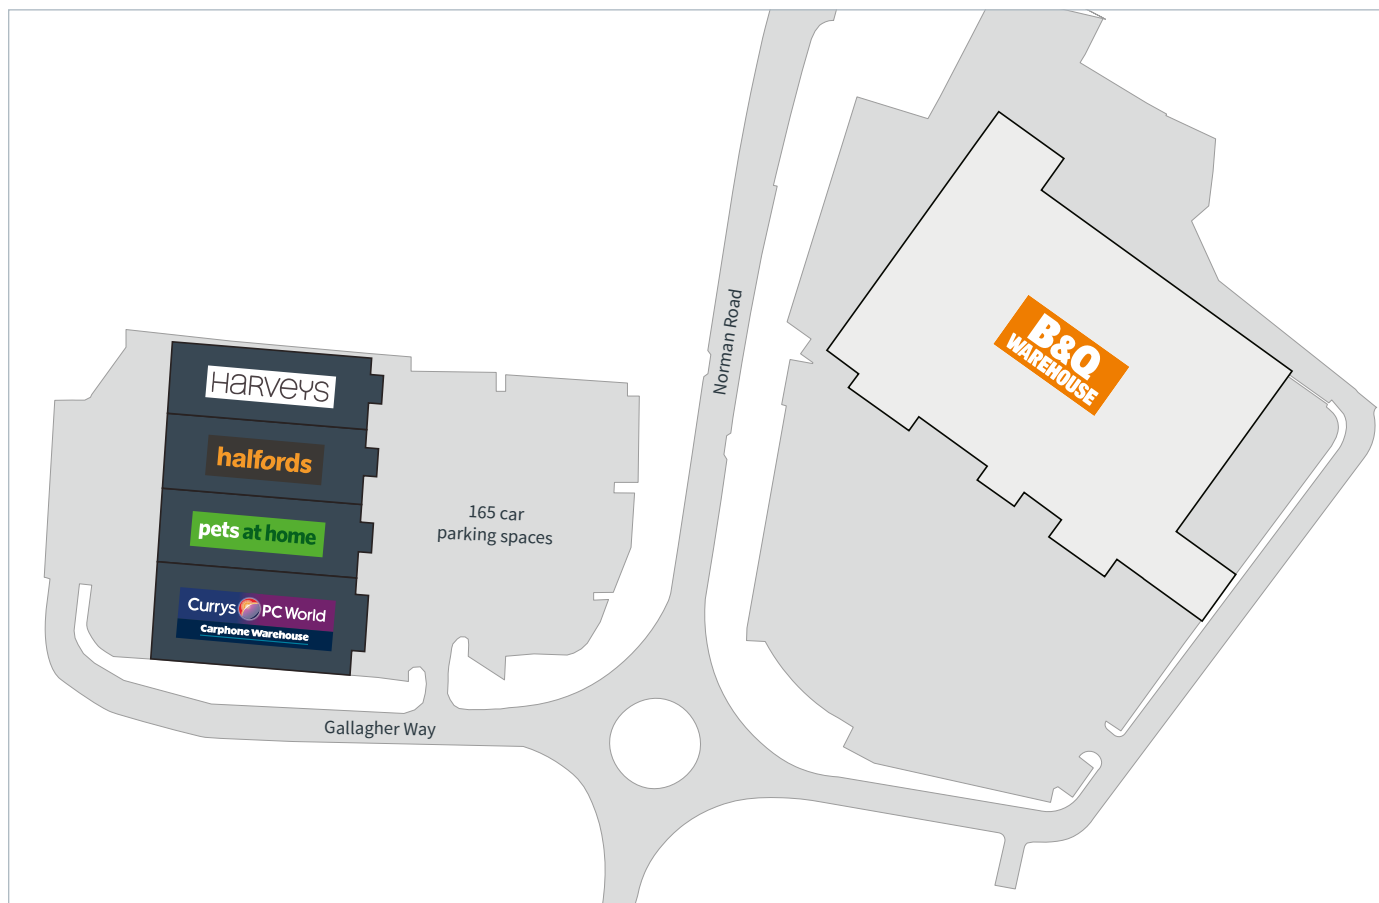 Norman Road
B&Q
WAREHOUSE
HARVEYS
halfords
165 car
parking spaces
pets at home
Currys PC World
Carphone Warehouse
Gallagher Way